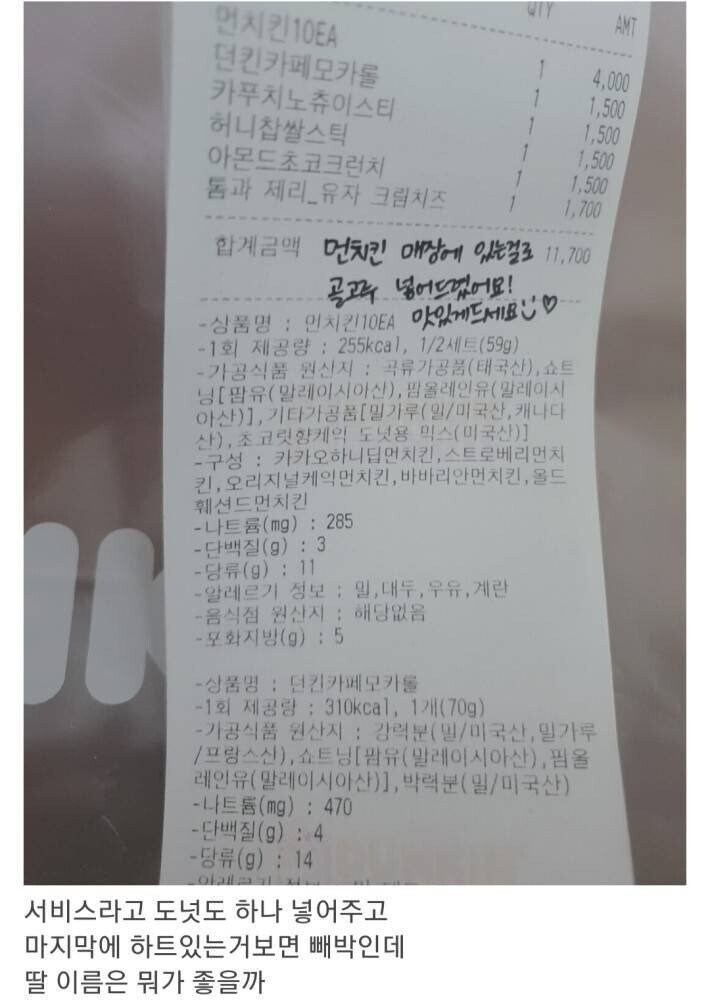 QTY AMT
먼치킨10EA 1 4,000
던킨카페모카롤 1 1,500
카푸치노츄이스티 1 1,500
허니찹쌀스틱 1 1,500
아몬드초코크런치 1 1,500
톰과 제리_유자 크림치즈 1 1,700
합계금액 먼치킨 매장에 있는걸로 11,700
골고루 넣어드렸어요!
맛있게드세요
-상품명 : 먼치킨10EA
-1회 제공량 : 255kcal, 1/2세트(59g)
-가공식품 원산지 : 곡류가공품(태국산),쇼트
닝[팜유(말레이시아산),팜올레인유(말레이시
아산)],기타가공품[밀가루(밀/미국산,캐나다
산),초코릿향케익 도넛용 믹스(미국산)]
-구성 : 카카오하니딥먼치킨,스트로베리먼치
킨,오리지널케익먼치킨,바바리안먼치킨,올드
훼션드먼치킨
-나트륨(mg) : 285
-단백질(g) : 3
-당류(g) : 11
-알레르기 정보 : 밀,대두,우유,계란
-음식점 원산지 : 해당없음
-포화지방(g) : 5
-상품명 : 던킨카페모카롤
-1회 제공량 : 310kcal, 1개(70g)
-가공식품 원산지 : 강력분(밀/미국산,밀가루
/프랑스산),쇼트닝[팜유(말레이시아산),팜올
레인유(말레이시아산)],박력분(밀/미국산)
-나트륨(mg) : 470
-단백질(g) : 4
-당류(g) : 14
서비스라고 도넛도 하나 넣어주고
마지막에 하트있는거보면 빼박인데
딸 이름은 뭐가 좋을까